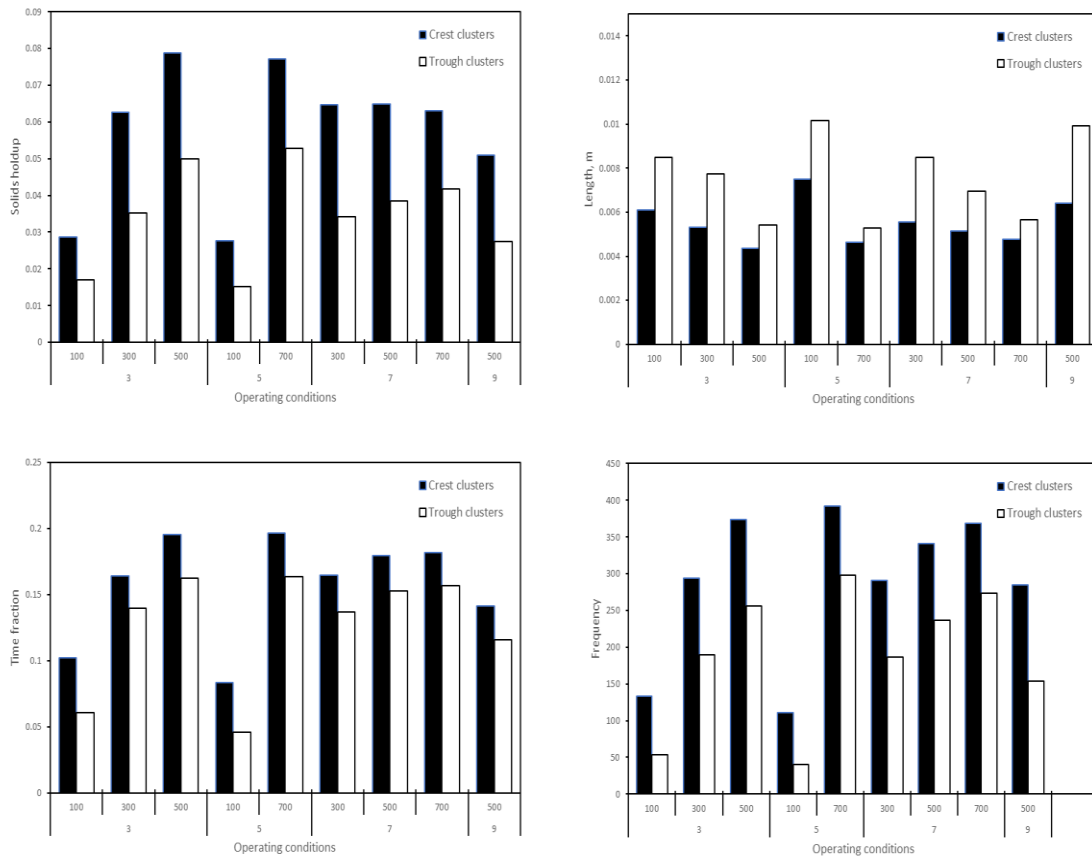 0.09
0.08
0.07
0.06
0.05
0.04
0.03
0.02
0.01
0
Solids holdup
Crest clusters
Trough clusters
100 300 500 100 700 300 500 700 500
3 5 7 9
Operating conditions
0.014
0.012
0.01
0.008
0.006
0.004
0.002
0
Length, m
Crest clusters
Trough clusters
100 300 500 100 700 300 500 700 500
3 5 7 9
Operating conditions
0.25
0.2
0.15
0.1
0.05
0
Time fraction
Crest clusters
Trough clusters
100 300 500 100 700 300 500 700 500
3 5 7 9
Operating conditions
450
400
350
300
250
200
150
100
50
0
Frequency
Crest clusters
Trough clusters
100 300 500 100 700 300 500 700 500
3 5 7 9
Operating conditions